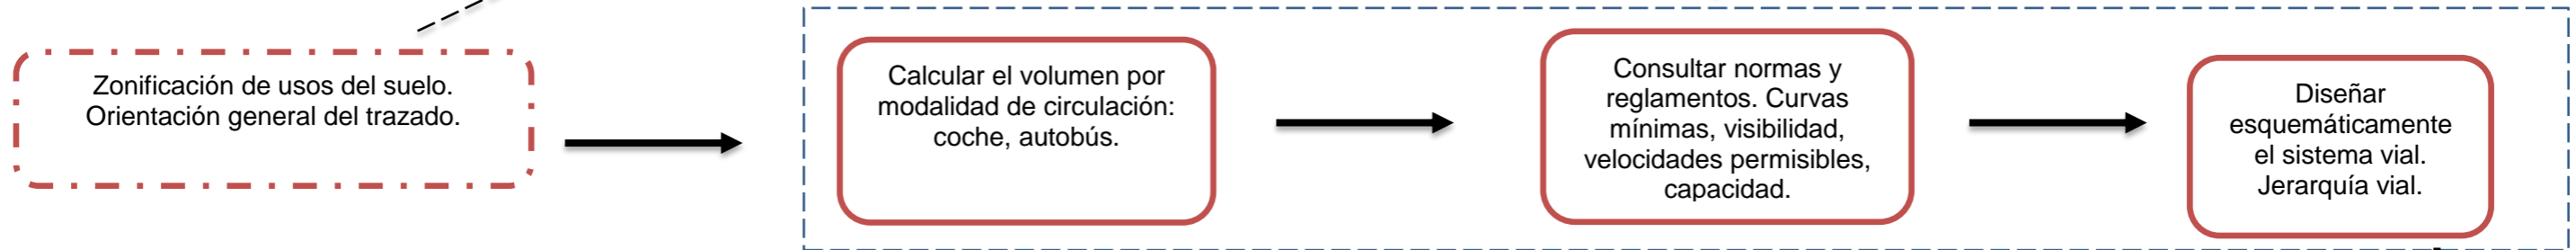 Zonificación de usos del suelo.
Orientación general del trazado.
Calcular el volumen por
modalidad de circulación:
coche, autobús.
Consultar normas y
reglamentos. Curvas
mínimas, visibilidad,
velocidades permisibles,
capacidad.
Diseñar
esquemáticamente
el sistema vial.
Jerarquía vial.